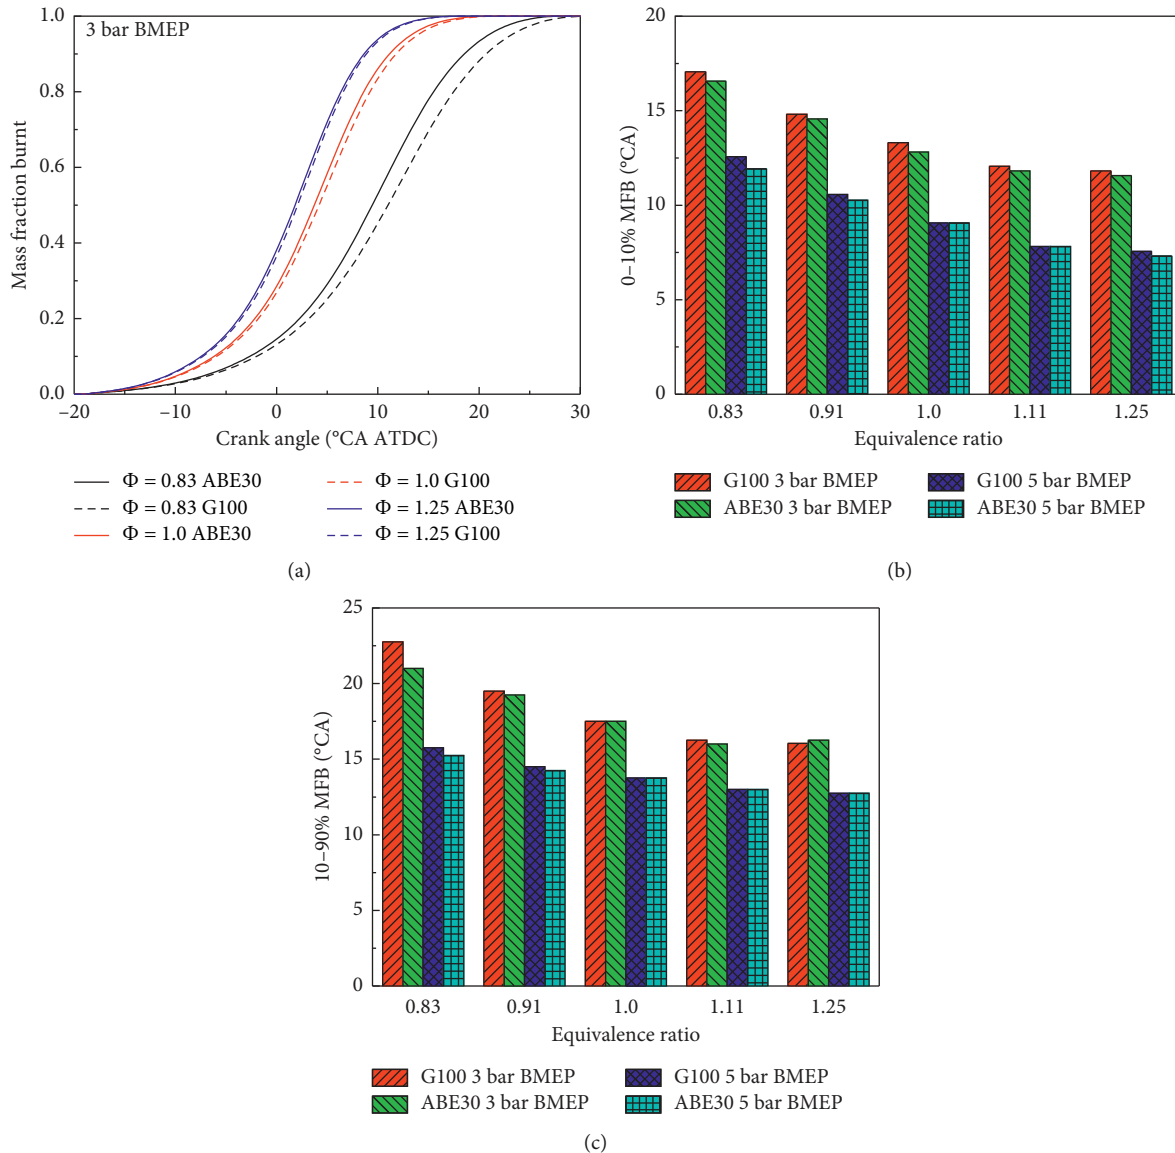 3 bar BMEP
1.0
0.8
0.6
0.4
0.2
0.0
Mass fraction burnt
−20
−10
0
10
20
30
Crank angle (°CA ATDC)
Φ = 0.83 ABE30
Φ = 0.83 G100
Φ = 1.0 ABE30
Φ = 1.0 G100
Φ = 1.25 ABE30
Φ = 1.25 G100
(a)
20
15
10
5
0
0–10% MFB (°CA)
0.83
0.91
1.0
1.11
1.25
Equivalence ratio
G100 3 bar BMEP
ABE30 3 bar BMEP
G100 5 bar BMEP
ABE30 5 bar BMEP
(b)
25
20
15
10
5
0
10–90% MFB (°CA)
0.83
0.91
1.0
1.11
1.25
Equivalence ratio
G100 3 bar BMEP
ABE30 3 bar BMEP
G100 5 bar BMEP
ABE30 5 bar BMEP
(c)